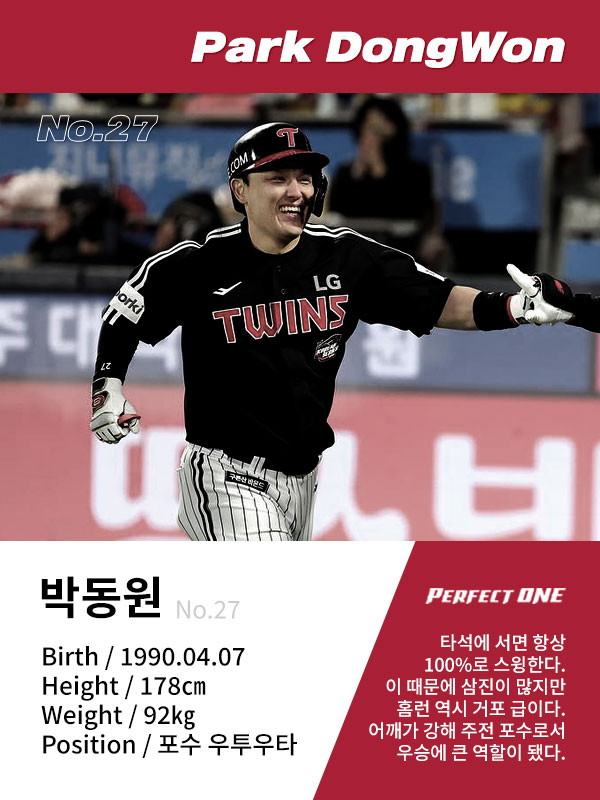 Park DongWon
No.27
T
E.COM
LG
TWINS
27
박동원 No.27
Birth / 1990.04.07
Height / 178㎝
Weight / 92㎏
Position / 포수 우투우타
PERFECT ONE
타석에 서면 항상
100%로 스윙한다.
이 때문에 삼진이 많지만
홈런 역시 거포 급이다.
어깨가 강해 주전 포수로서
우승에 큰 역할이 됐다.